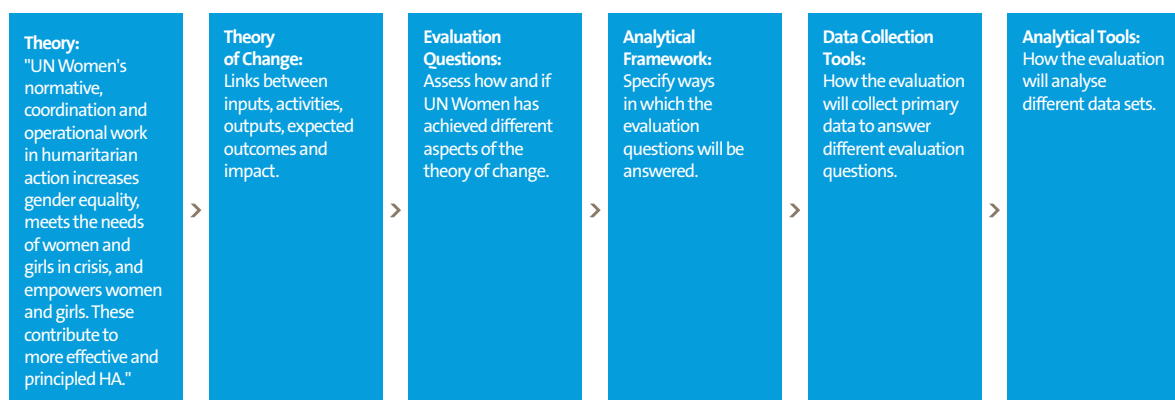 Theory:
"UN Women's
normative,
coordination and
operational work
in humanitarian
action increases
gender equality,
meets the needs
of women and
girls in crisis, and
empowers women
and girls. These
contribute to
more effective and
principled HA."
Theory
of Change:
Links between
inputs, activities,
outputs, expected
outcomes and
impact.
Evaluation
Questions:
Assess how and if
UN Women has
achieved different
aspects of the
theory of change.
Analytical
Framework:
Specify ways
in which the
evaluation
questions will be
answered.
Data Collection
Tools:
How the evaluation
will collect primary
data to answer
different evaluation
questions.
Analytical Tools:
How the evaluation
will analyse
different data sets.